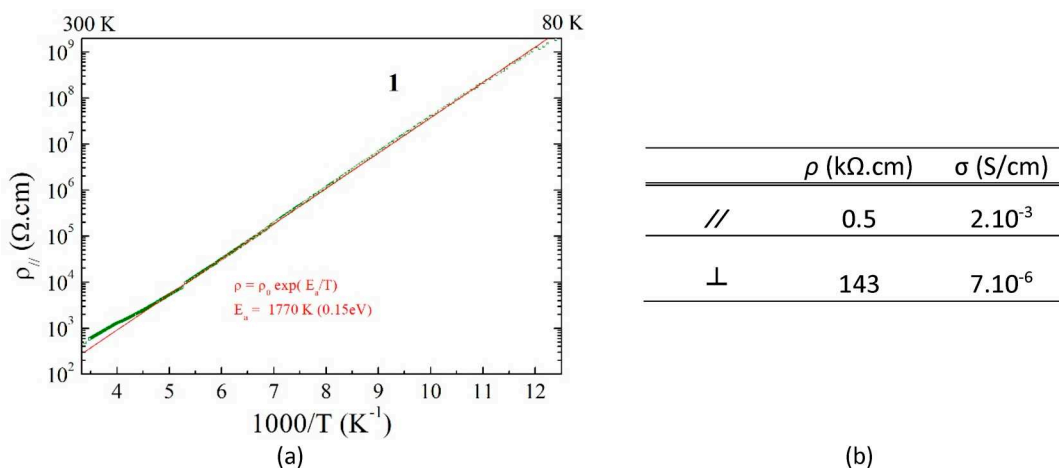 300 K 80 K
10⁹
10⁸
10⁷
10⁶
10⁵
10⁴
10³
10²
ρ// (Ω.cm)
1
ρ = ρ₀ exp( Eₐ/T)
Eₐ = 1770 K (0.15eV)
4 5 6 7 8 9 10 11 12
1000/T (K⁻¹)
(a)
ρ (kΩ.cm) σ (S/cm)
// 0.5 2.10⁻³
⊥ 143 7.10⁻⁶
(b)